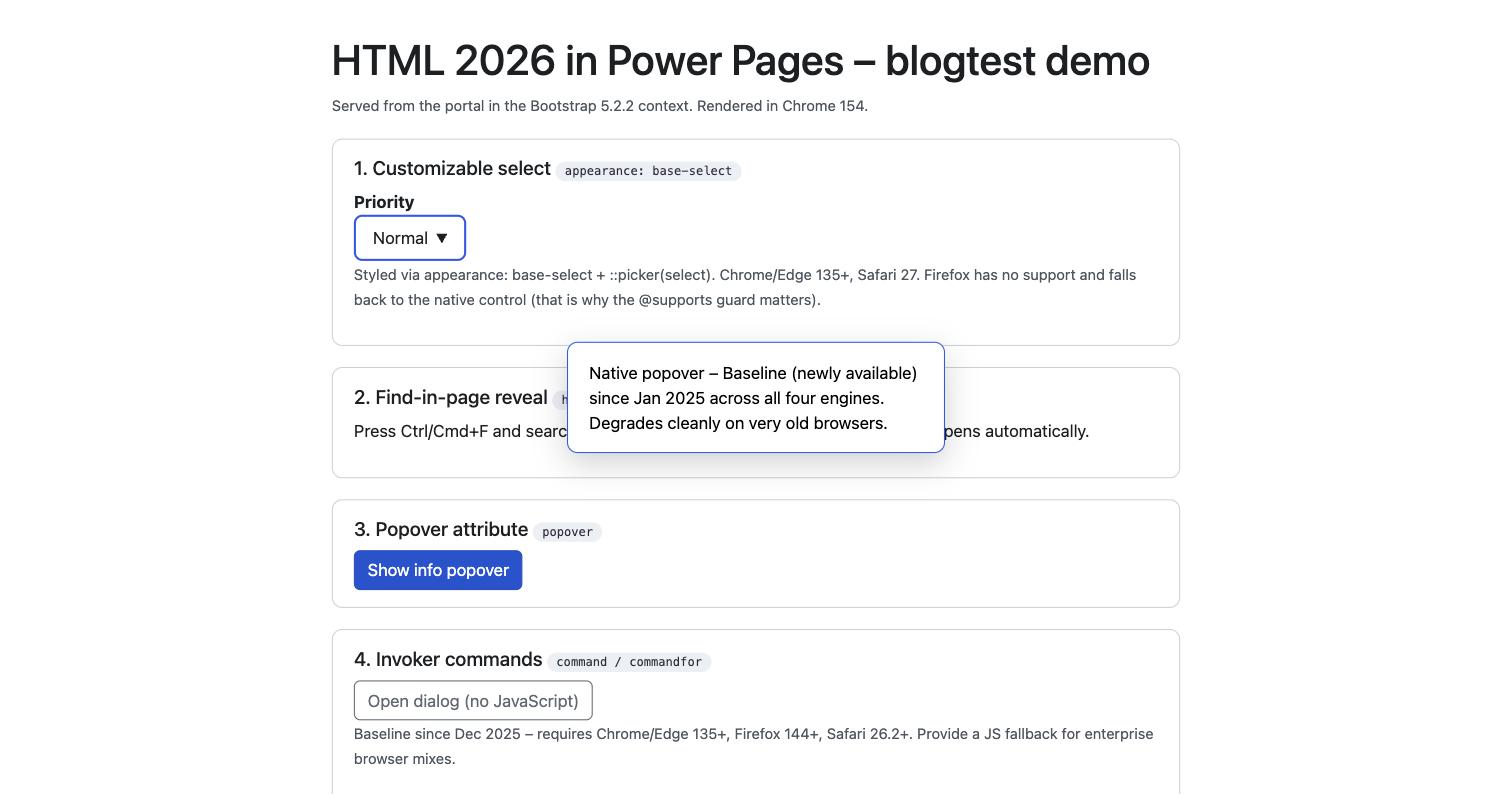 HTML 2026 in Power Pages – blogtest demo
Served from the portal in the Bootstrap 5.2.2 context. Rendered in Chrome 154.
1. Customizable select appearance: base-select
Priority
Normal ▼
Styled via appearance: base-select + ::picker(select). Chrome/Edge 135+, Safari 27. Firefox has no support and falls
back to the native control (that is why the @supports guard matters).
Native popover – Baseline (newly available)
since Jan 2025 across all four engines.
Degrades cleanly on very old browsers.
2. Find-in-page reveal
Press Ctrl/Cmd+F and automatically.
3. Popover attribute popover
Show info popover
4. Invoker commands command / commandfor
Open dialog (no JavaScript)
Baseline since Dec 2025 – requires Chrome/Edge 135+, Firefox 144+, Safari 26.2+. Provide a JS fallback for enterprise
browser mixes.